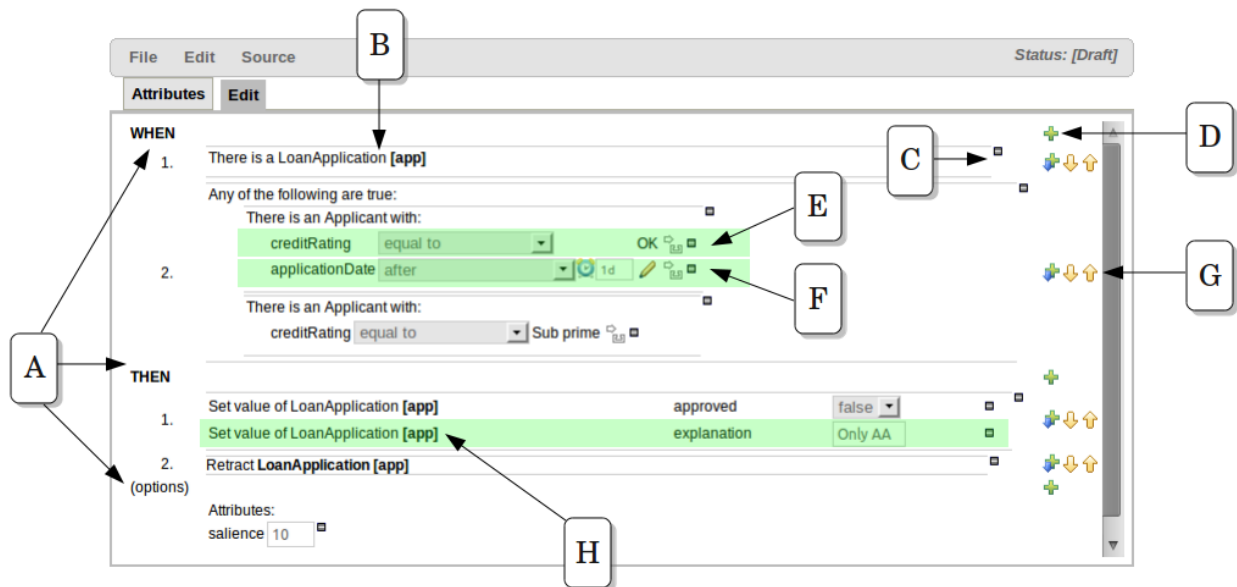 B
File Edit Source Status: [Draft]
Attributes Edit
WHEN
D
1. There is a LoanApplication [app]
C
Any of the following are true:
There is an Applicant with:
E
creditRating equal to OK
2. applicationDate after 1d
G
F
There is an Applicant with:
creditRating equal to Sub prime
A
THEN
Set value of LoanApplication [app] approved false
1.
Set value of LoanApplication [app] explanation Only AA
2. Retract LoanApplication [app]
(options)
Attributes:
salience 10
H